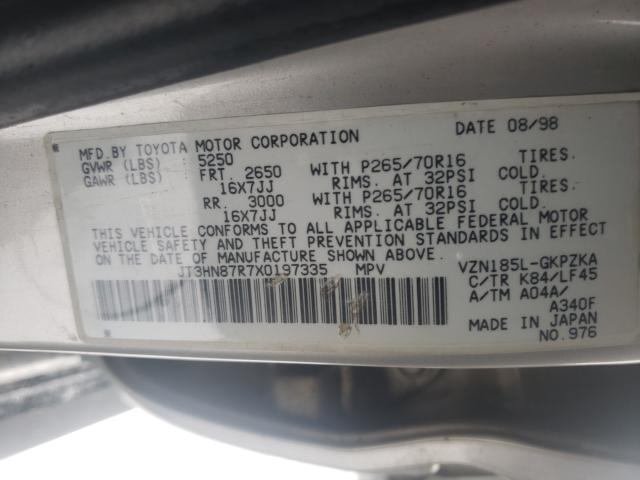 MFD.BY TOYOTA MOTOR CORPORATION DATE 08/98
GVWR (LBS) 5250
GAWR (LBS) FRT. 2650 WITH P265/70R16 TIRES.
16X7JJ RIMS. AT 32PSI COLD.
RR. 3000 WITH P265/70R16 TIRES.
16X7JJ RIMS. AT 32PSI COLD.
THIS VEHICLE CONFORMS TO ALL APPLICABLE FEDERAL MOTOR
VEHICLE SAFETY AND THEFT PREVENTION STANDARDS IN EFFECT
ON THE DATE OF MANUFACTURE SHOWN ABOVE.
JT3HN87R7X0197335 MPV VZN185L-GKPZKA
C/TR K84/LF45
A/TM A04A/
A340F
MADE IN JAPAN
NO.976